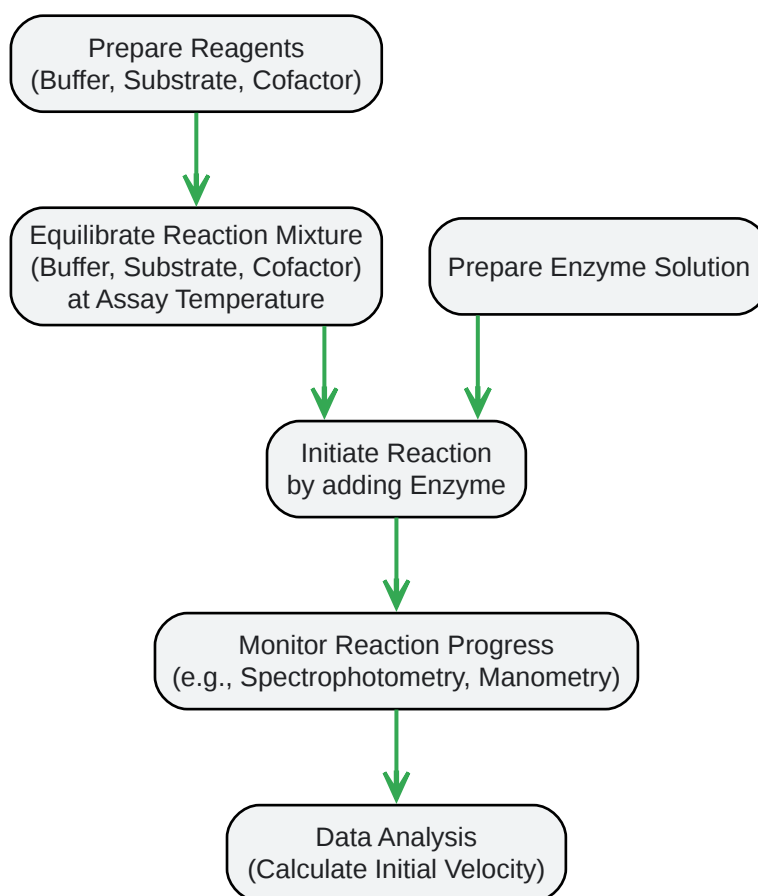 Prepare Reagents
(Buffer, Substrate, Cofactor)
Equilibrate Reaction Mixture
(Buffer, Substrate, Cofactor)
at Assay Temperature
Prepare Enzyme Solution
Initiate Reaction
by adding Enzyme
Monitor Reaction Progress
(e.g., Spectrophotometry, Manometry)
Data Analysis
(Calculate Initial Velocity)